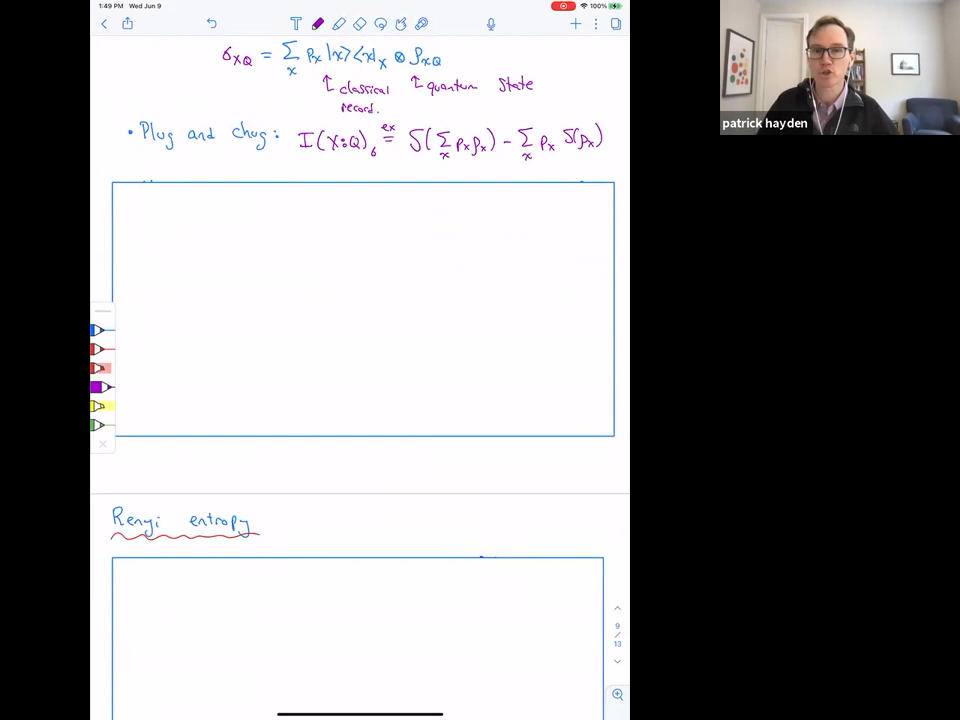 1:49 PM Wed Jun 9
100%
σ_XQ = Σ_x p_x |x><x|_x ⊗ ρ_xQ
↑ classical record.
↑ quantum state
• Plug and chug: I(X:Q)_σ =^ex S(Σ_x p_x ρ_x) - Σ_x p_x S(ρ_x)
Renyi entropy
9
/
13
patrick hayden